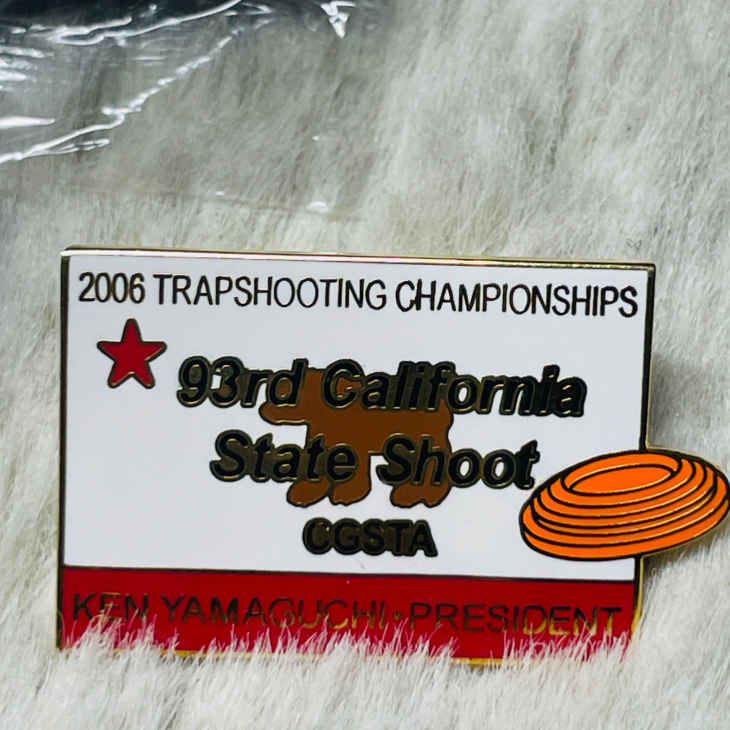 2006 TRAPSHOOTING CHAMPIONSHIPS
93rd California
State Shoot
CGSTA
KEN YAMAGUCHI • PRESIDENT